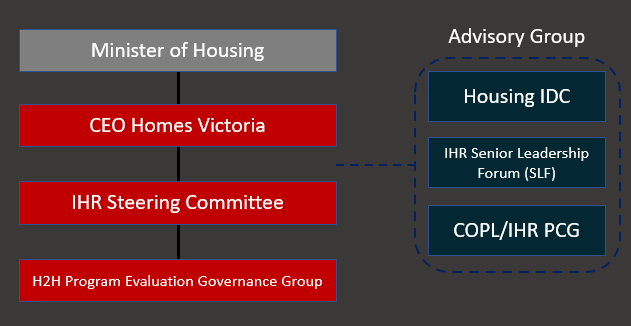 Minister of Housing
CEO Homes Victoria
IHR Steering Committee
H2H Program Evaluation Governance Group
Advisory Group
Housing IDC
IHR Senior Leadership
Forum (SLF)
COPL/IHR PCG